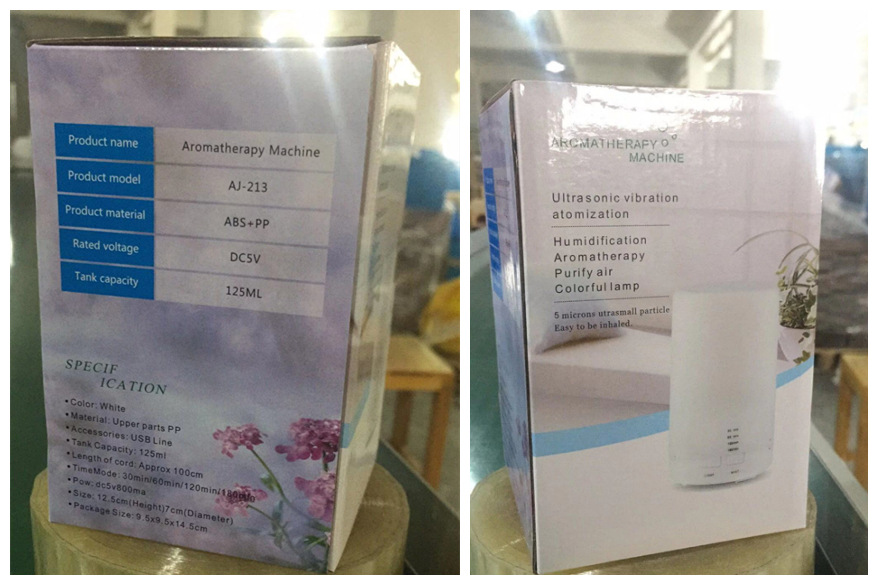 Product name Aromatherapy Machine
Product model AJ-213
Product material ABS+PP
Rated voltage DC5V
Tank capacity 125ML
SPECIF
ICATION
•Color: White
•Material: Upper parts PP
•Accessories: USB Line
•Tank Capacity: 125ml
•Length of cord: Approx 100cm
•TimeMode: 30min/60min/120min/180min
•Pow: dc5v800ma
•Size: 12.5cm(Height)7cm(Diameter)
•Package Size: 9.5x9.5x14.5cm
AROMATHERAPY
MACHINE
Ultrasonic vibration
atomization
Humidification
Aromatherapy
Purify air
Colorful lamp
5 microns utrasmall particle
Easy to be inhaled.